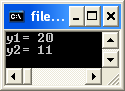 file...
y1= 20
y2= 11